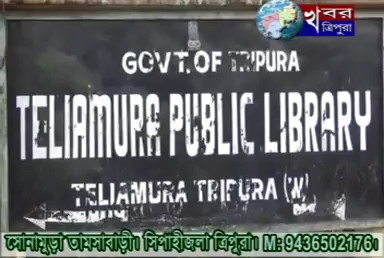 খবর
ত্রিপুরা
GOVT. OF TRIPURA
TELIAMURA PUBLIC LIBRARY
TELIAMURA TRIPURA (W)
সোনামুড়া তামসাবাড়ী। সিপাহীজলা ত্রিপুরা। M: 9436502176।